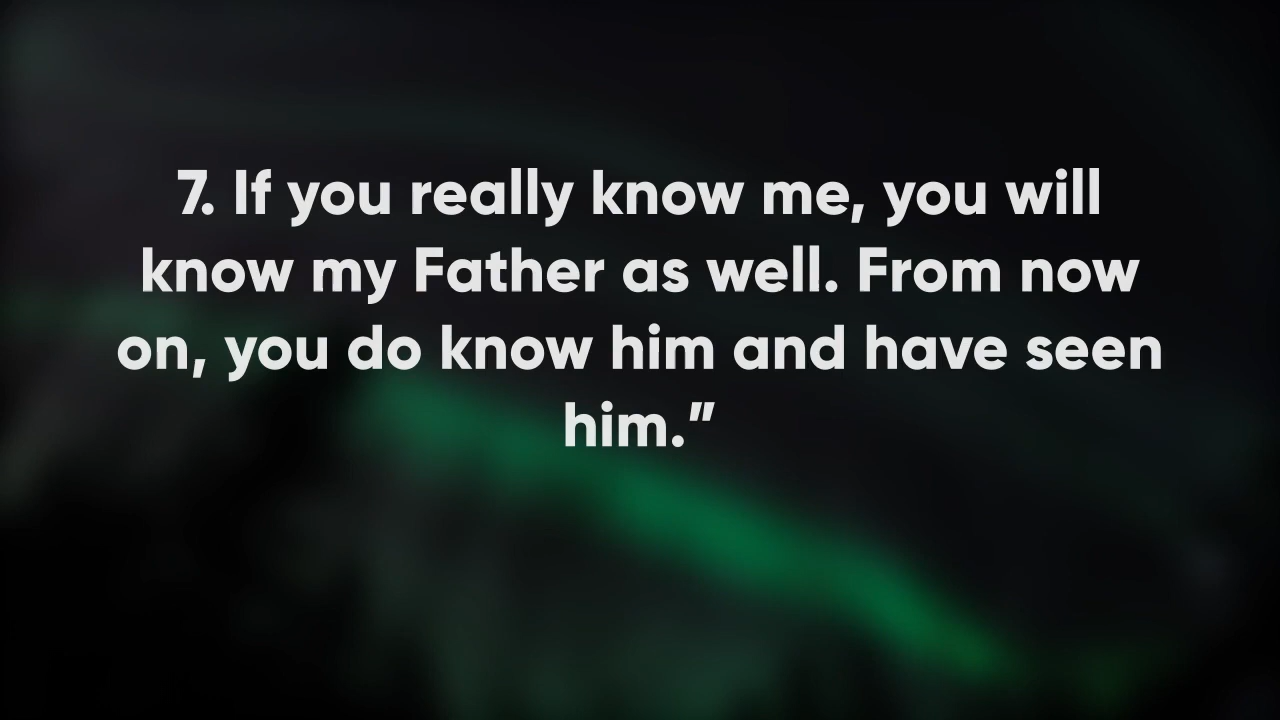 7. If you really know me, you will
know my Father as well. From now
on, you do know him and have seen
him.”